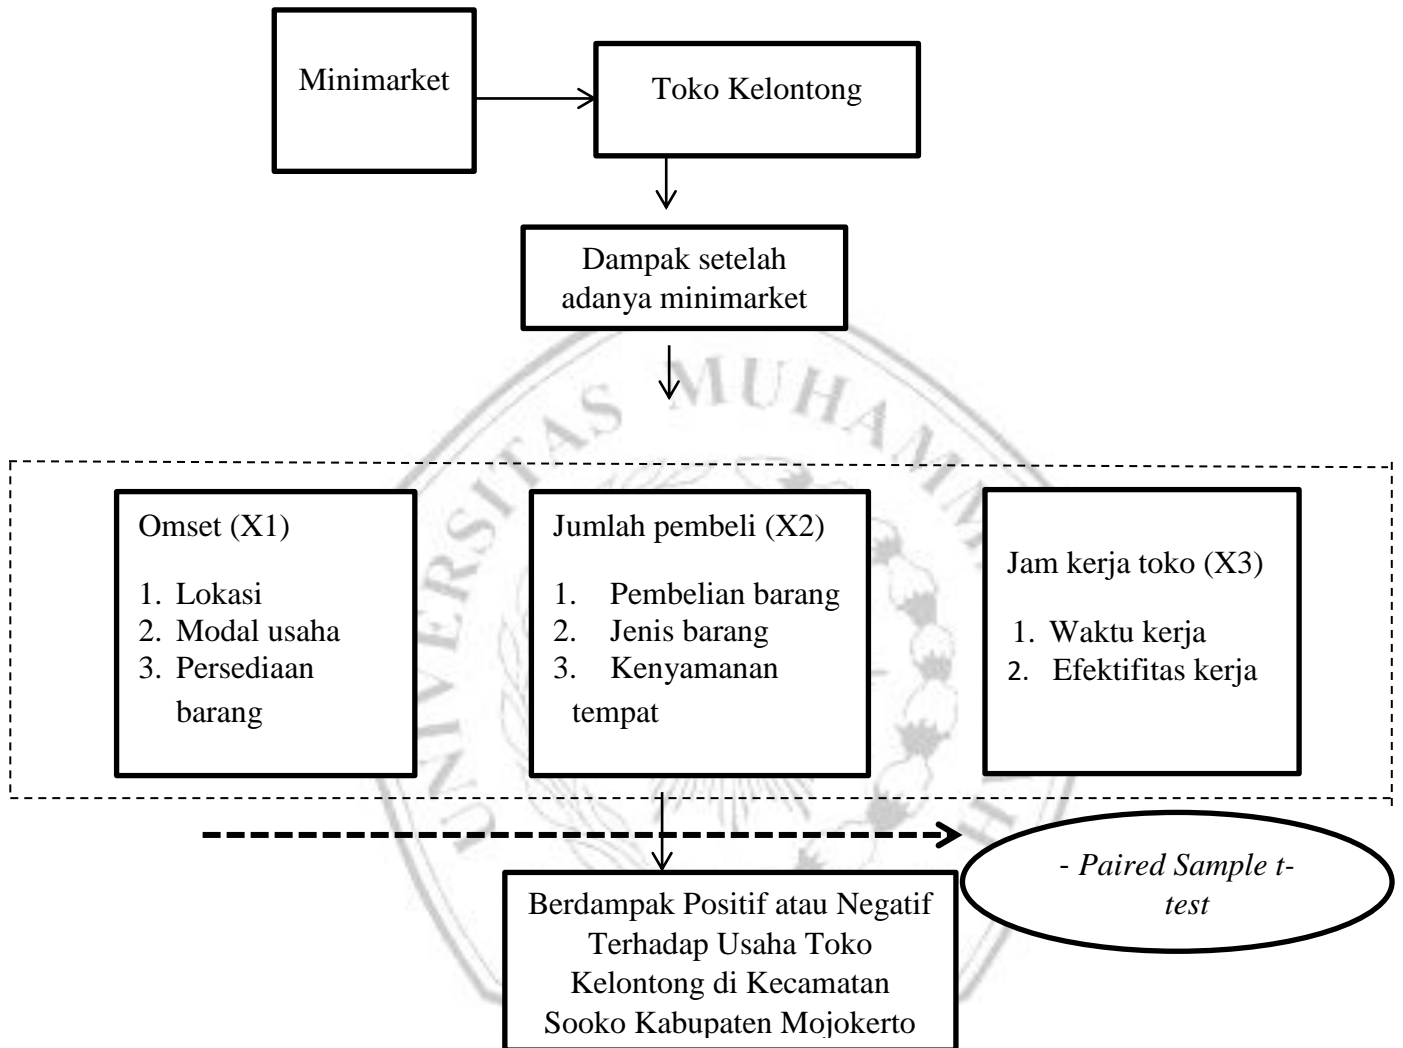 Minimarket
Toko Kelontong
Dampak setelah
adanya minimarket
UNIVERSITAS MUHAMM
H
Omset (X1)
1. Lokasi
2. Modal usaha
3. Persediaan
barang
Jumlah pembeli (X2)
1. Pembelian barang
2. Jenis barang
3. Kenyamanan
tempat
Jam kerja toko (X3)
1. Waktu kerja
2. Efektifitas kerja
- Paired Sample t-
test
Berdampak Positif atau Negatif
Terhadap Usaha Toko
Kelontong di Kecamatan
Sooko Kabupaten Mojokerto